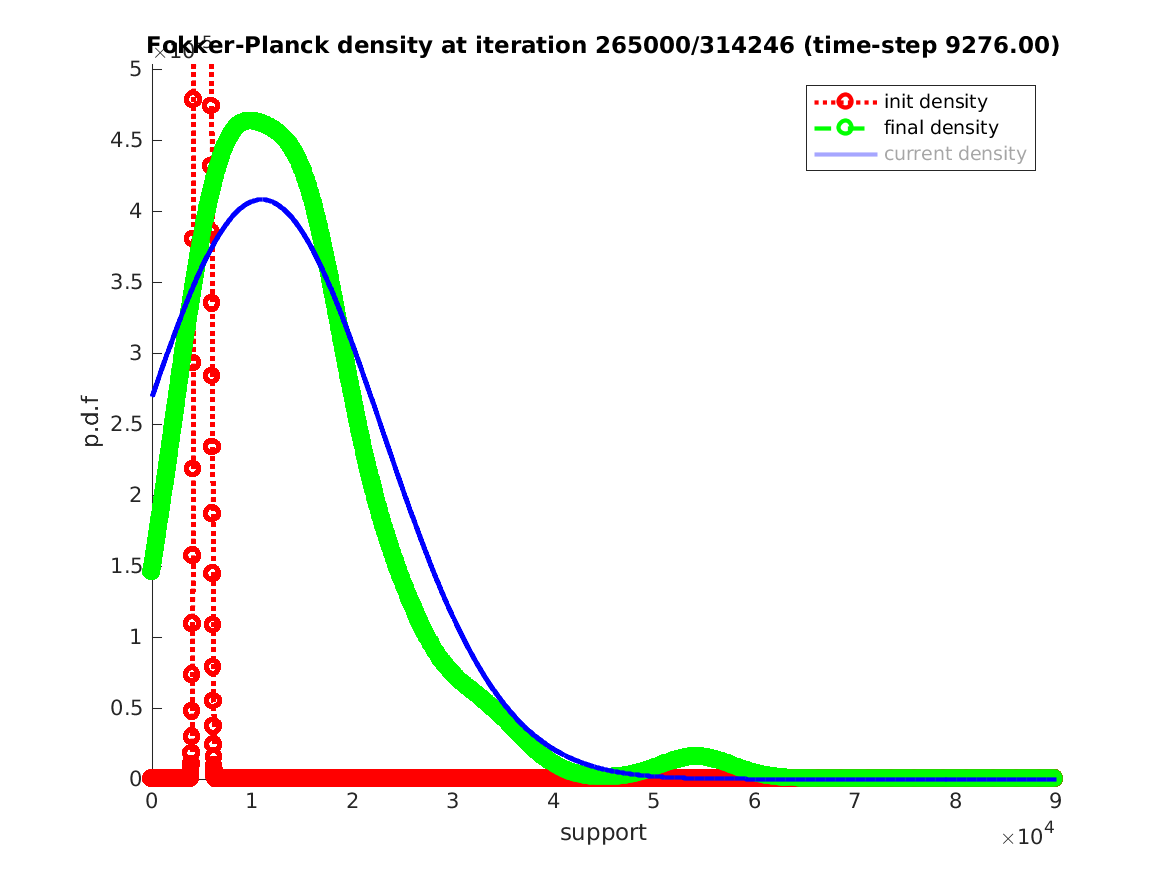 Fokker-Planck density at iteration 265000/314246 (time-step 9276.00)
init density
final density
current density
5
4.5
4
3.5
3
2.5
2
1.5
1
0.5
0
p.d.f
0 1 2 3 4 5 6 7 8 9
support
×10⁴